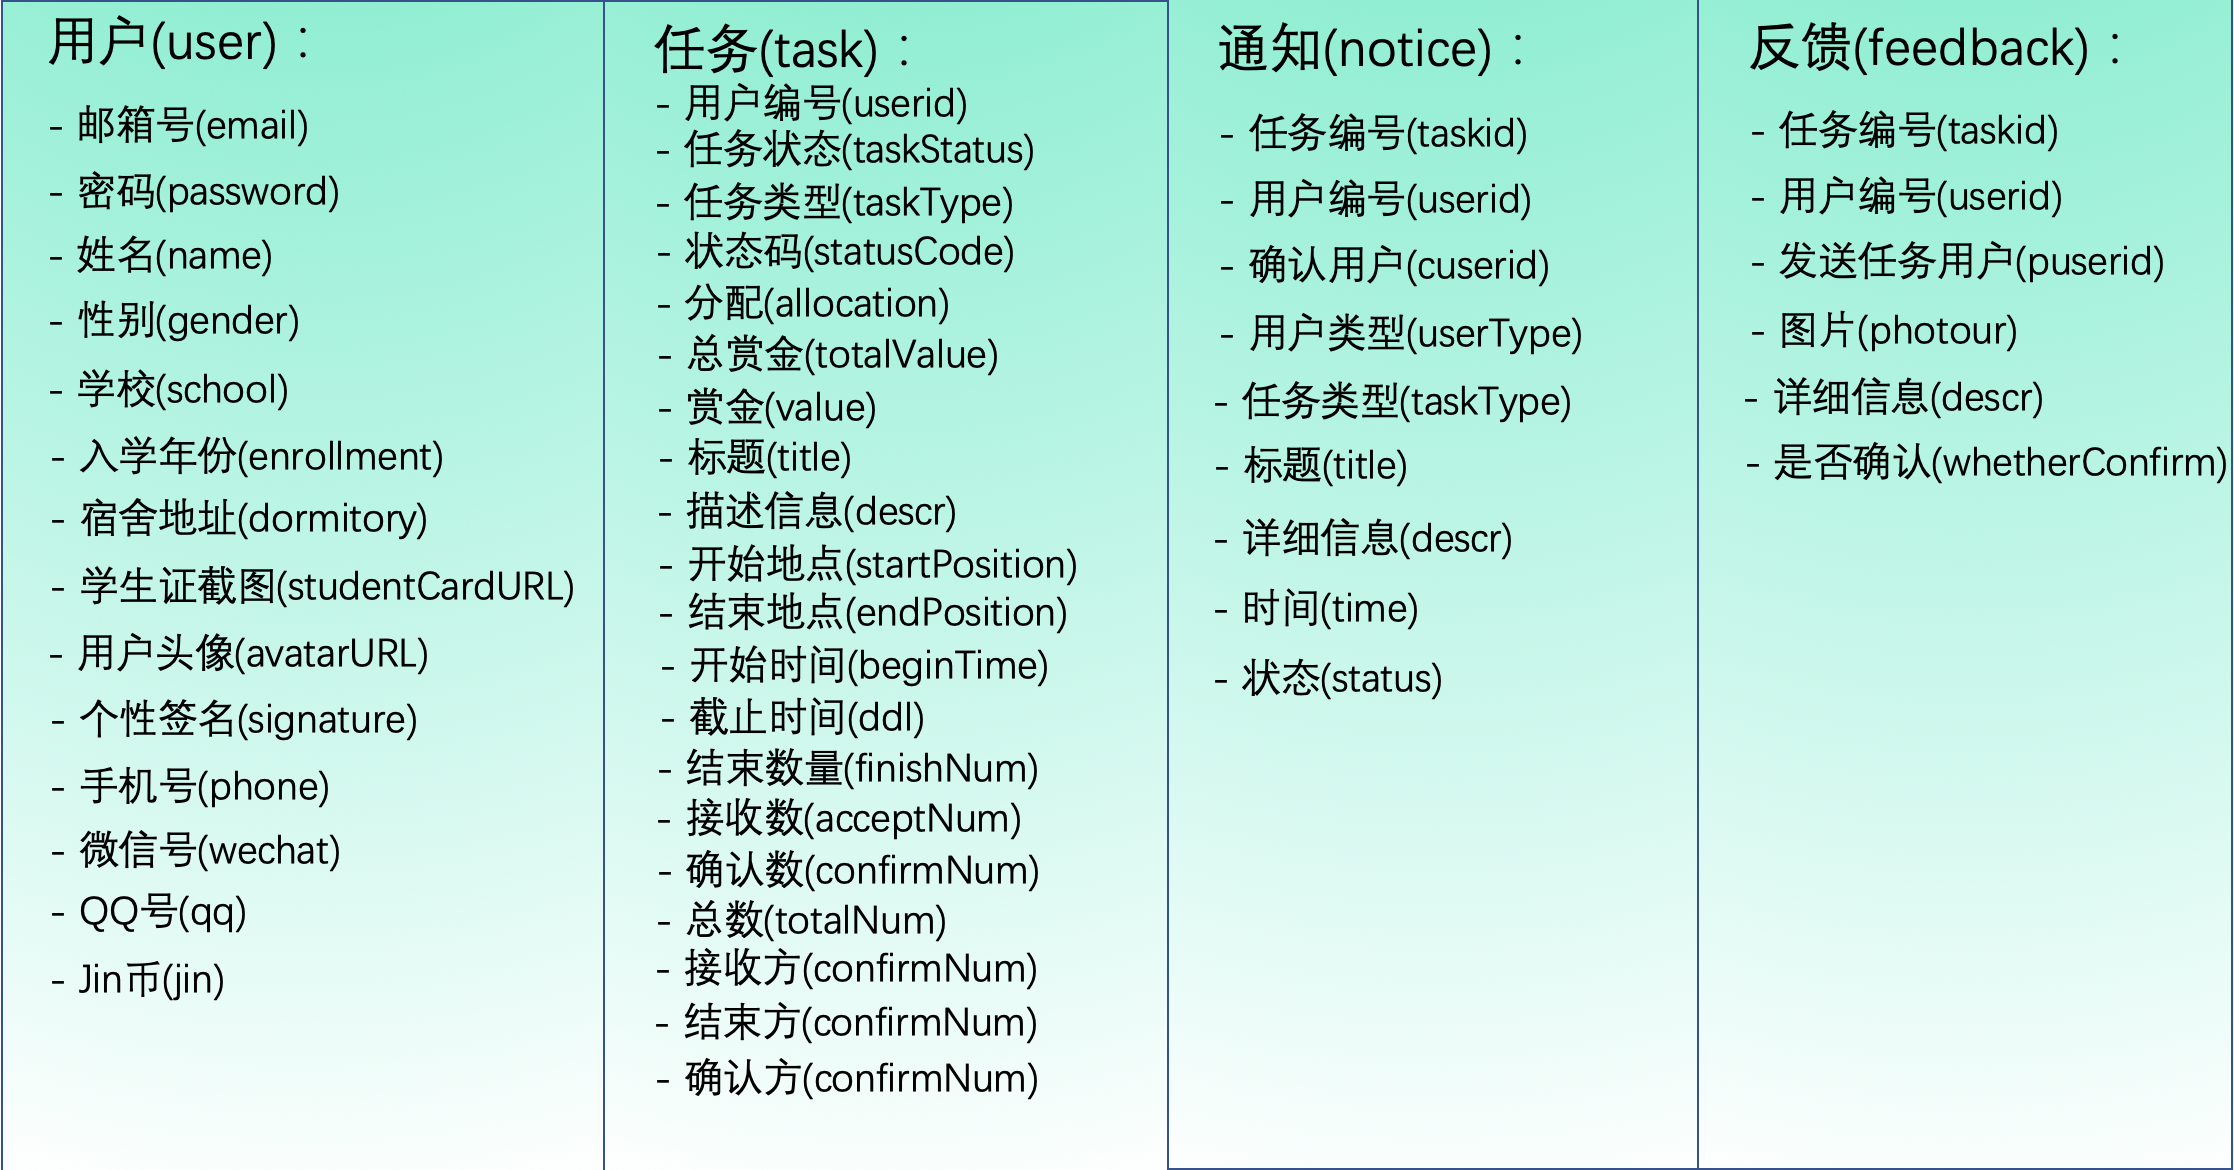 用户(user)：
- 邮箱号(email)
- 密码(password)
- 姓名(name)
- 性别(gender)
- 学校(school)
- 入学年份(enrollment)
- 宿舍地址(dormitory)
- 学生证截图(studentCardURL)
- 用户头像(avatarURL)
- 个性签名(signature)
- 手机号(phone)
- 微信号(wechat)
- QQ号(qq)
- Jin币(jin)
任务(task)：
- 用户编号(userid)
- 任务状态(taskStatus)
- 任务类型(taskType)
- 状态码(statusCode)
- 分配(allocation)
- 总赏金(totalValue)
- 赏金(value)
- 标题(title)
- 描述信息(descr)
- 开始地点(startPosition)
- 结束地点(endPosition)
- 开始时间(beginTime)
- 截止时间(ddl)
- 结束数量(finishNum)
- 接收数(acceptNum)
- 确认数(confirmNum)
- 总数(totalNum)
- 接收方(confirmNum)
- 结束方(confirmNum)
- 确认方(confirmNum)
通知(notice)：
- 任务编号(taskid)
- 用户编号(userid)
- 确认用户(cuserid)
- 用户类型(userType)
- 任务类型(taskType)
- 标题(title)
- 详细信息(descr)
- 时间(time)
- 状态(status)
反馈(feedback)：
- 任务编号(taskid)
- 用户编号(userid)
- 发送任务用户(puserid)
- 图片(photour)
- 详细信息(descr)
- 是否确认(whetherConfirm)